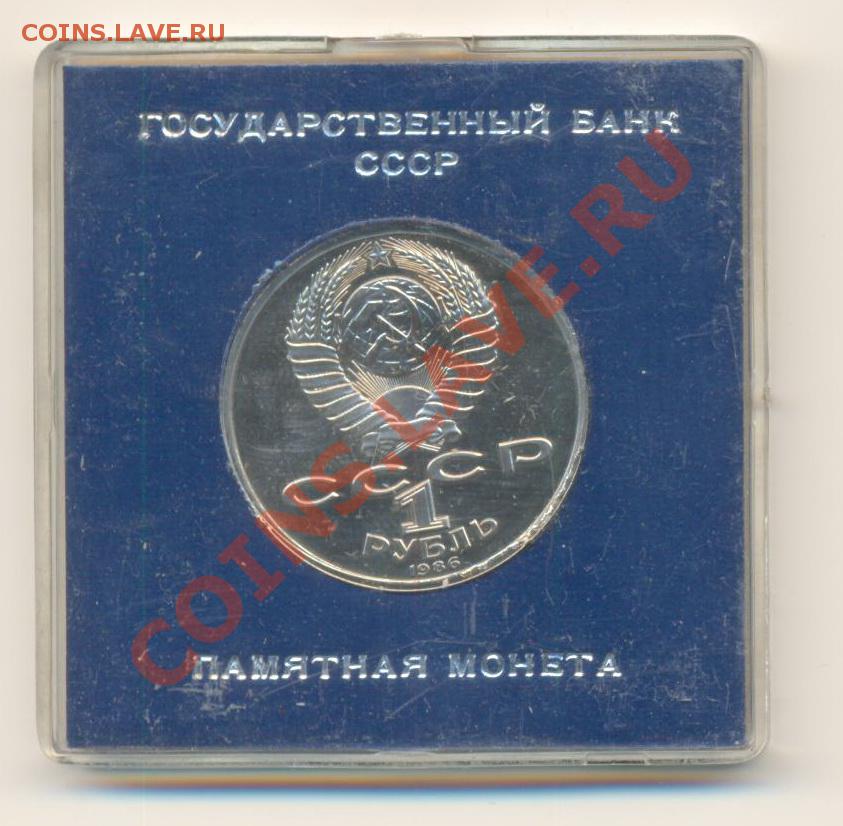 COINS.LAVE.RU
ГОСУДАРСТВЕННЫЙ БАНК
СССР
СССР
1
РУБЛЬ
1986
ПАМЯТНАЯ МОНЕТА
COINS.LAVE.RU